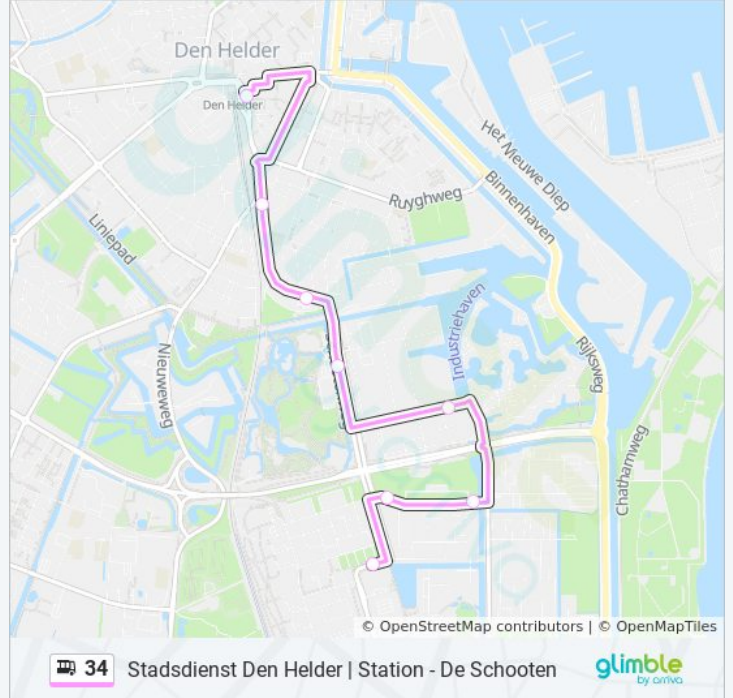 Den Helder
Den Helder
Het Nieuwe Diep
Ruyghweg
Binnenhaven
Liniepad
Industriehaven
Rijksweg
Nieuweweg
Chathamweg
© OpenStreetMap contributors | © OpenMapTiles
34 Stadsdienst Den Helder | Station - De Schooten
glimble
by arriva